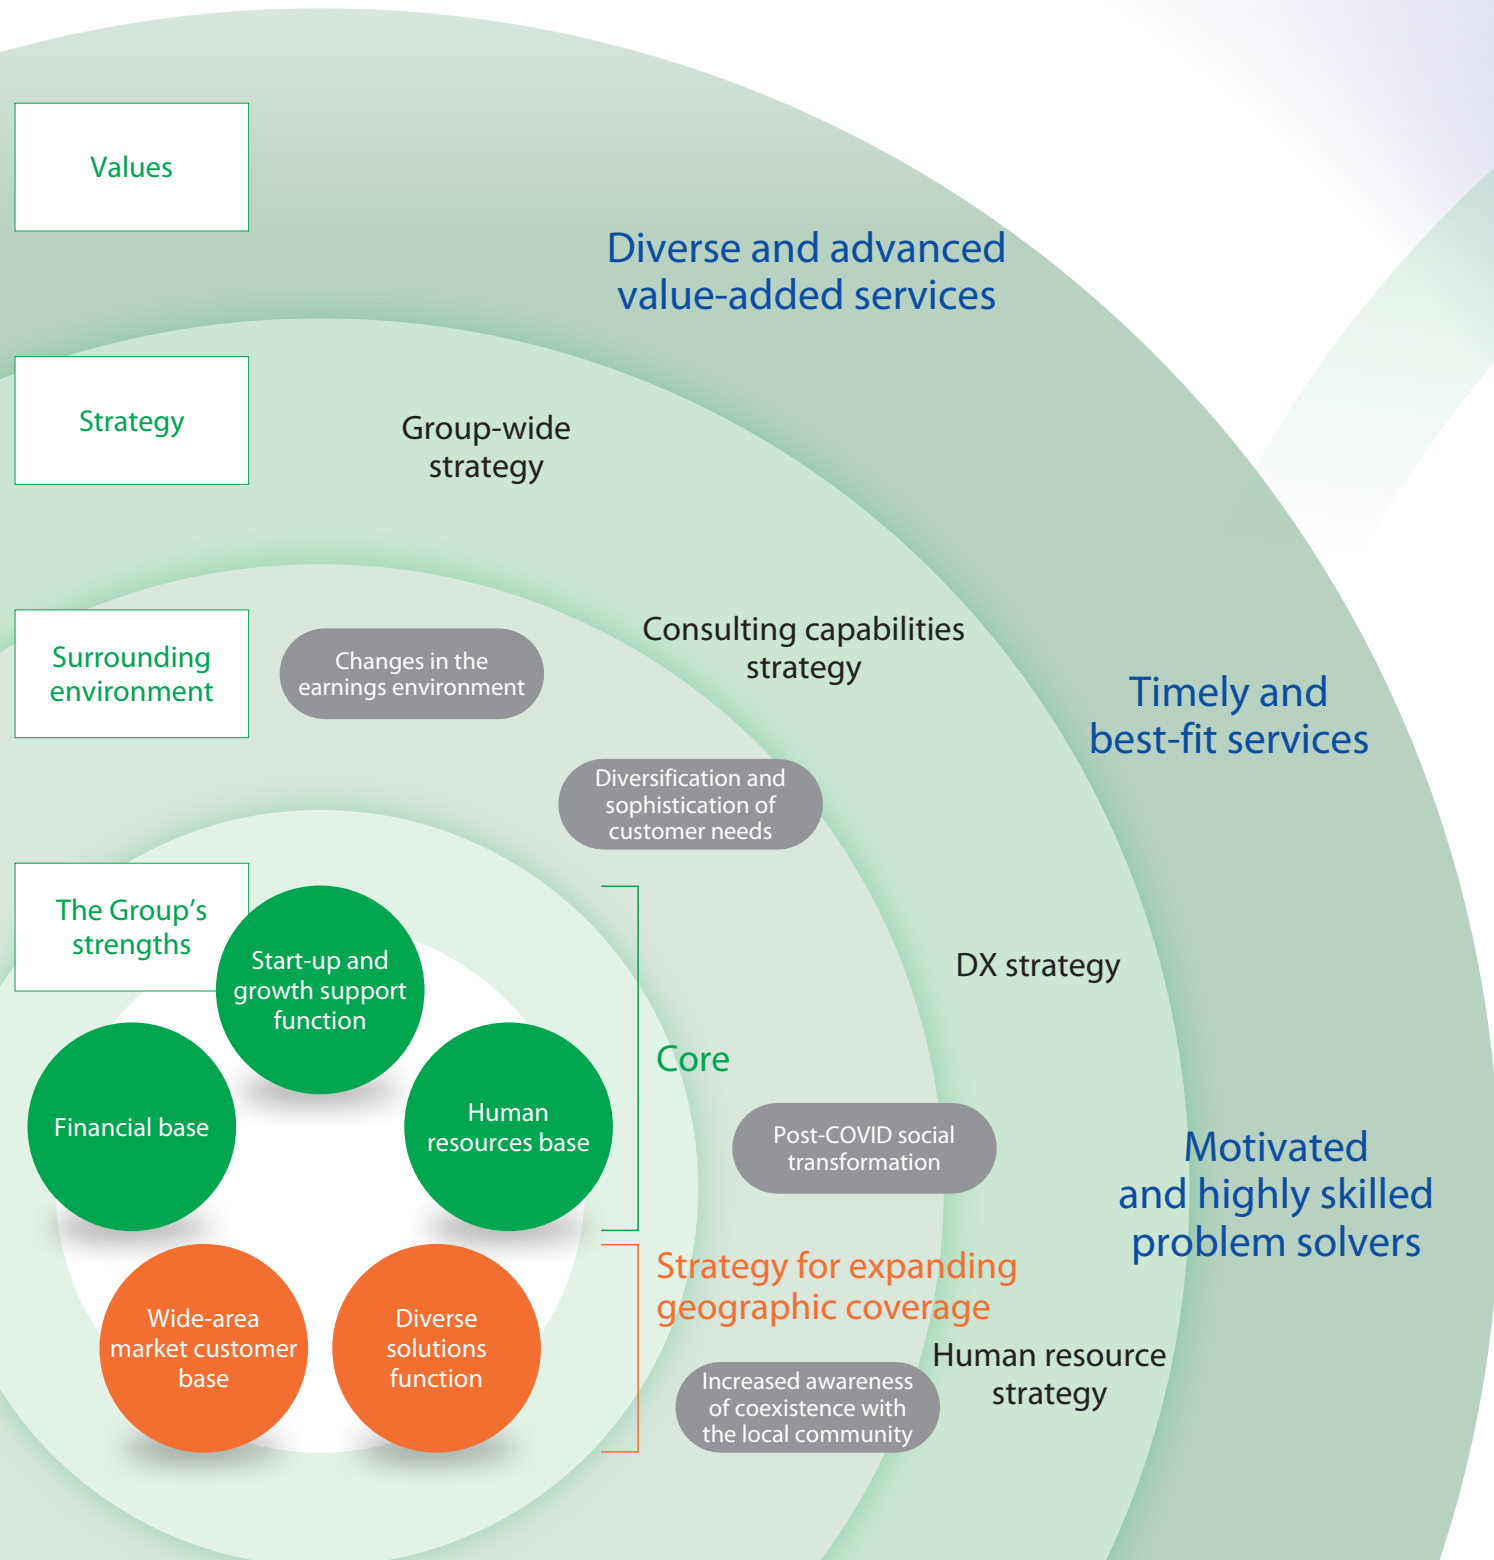 Values
Diverse and advanced
value-added services
Strategy
Group-wide
strategy
Surrounding
environment
Changes in the
earnings environment
Consulting capabilities
strategy
Timely and
best-fit services
Diversification and
sophistication of
customer needs
The Group’s
strengths
Start-up and
growth support
function
DX strategy
Core
Financial base
Human
resources base
Post-COVID social
transformation
Motivated
and highly skilled
problem solvers
Strategy for expanding
geographic coverage
Wide-area
market customer
base
Diverse
solutions
function
Human resource
strategy
Increased awareness
of coexistence with
the local community